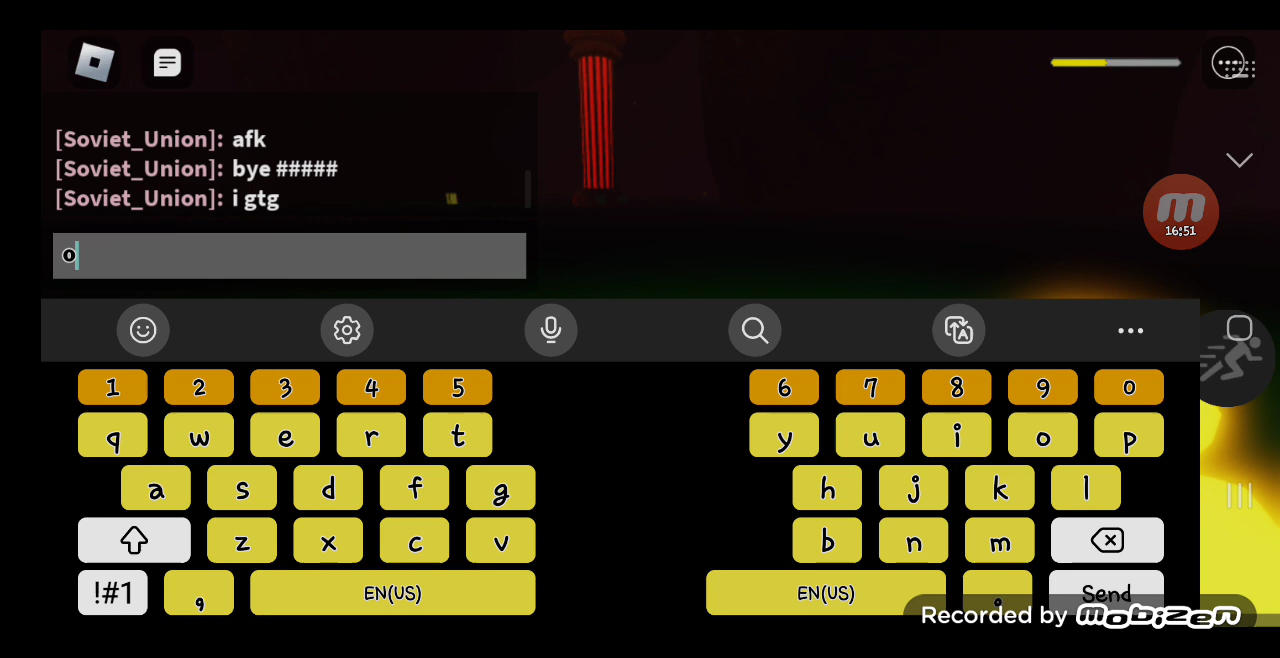 [Soviet_Union]: afk
[Soviet_Union]: bye #####
[Soviet_Union]: i gtg
m
16:51
o
1 2 3 4 5 6 7 8 9 0
q w e r t y u i o p
a s d f g h j k l
z x c v b n m
!#1 , EN(US) EN(US) . Send
Recorded by mobizen